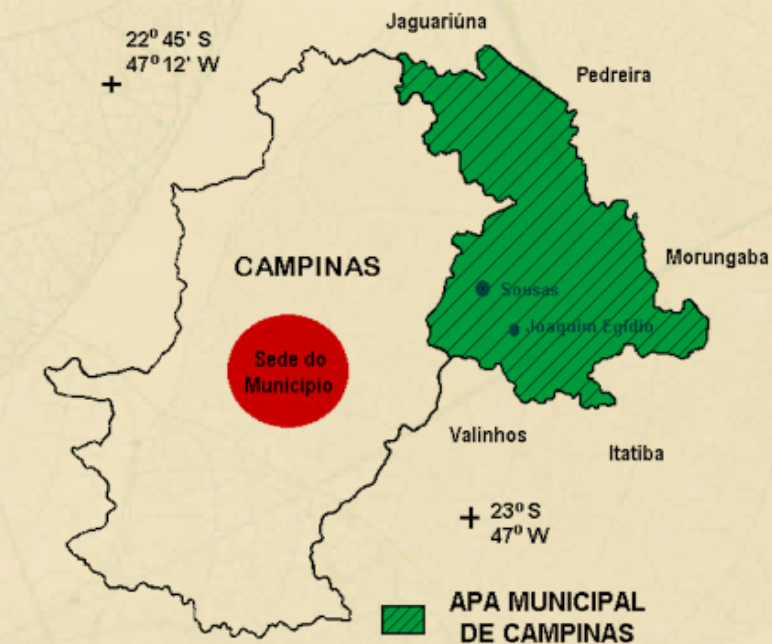 Jaguariúna
22º 45' S
47º 12' W
Pedreira
CAMPINAS
Morungaba
Sousas
Joaquim Egídio
Sede do
Município
Valinhos
Itatiba
23º S
47º W
APA MUNICIPAL
DE CAMPINAS